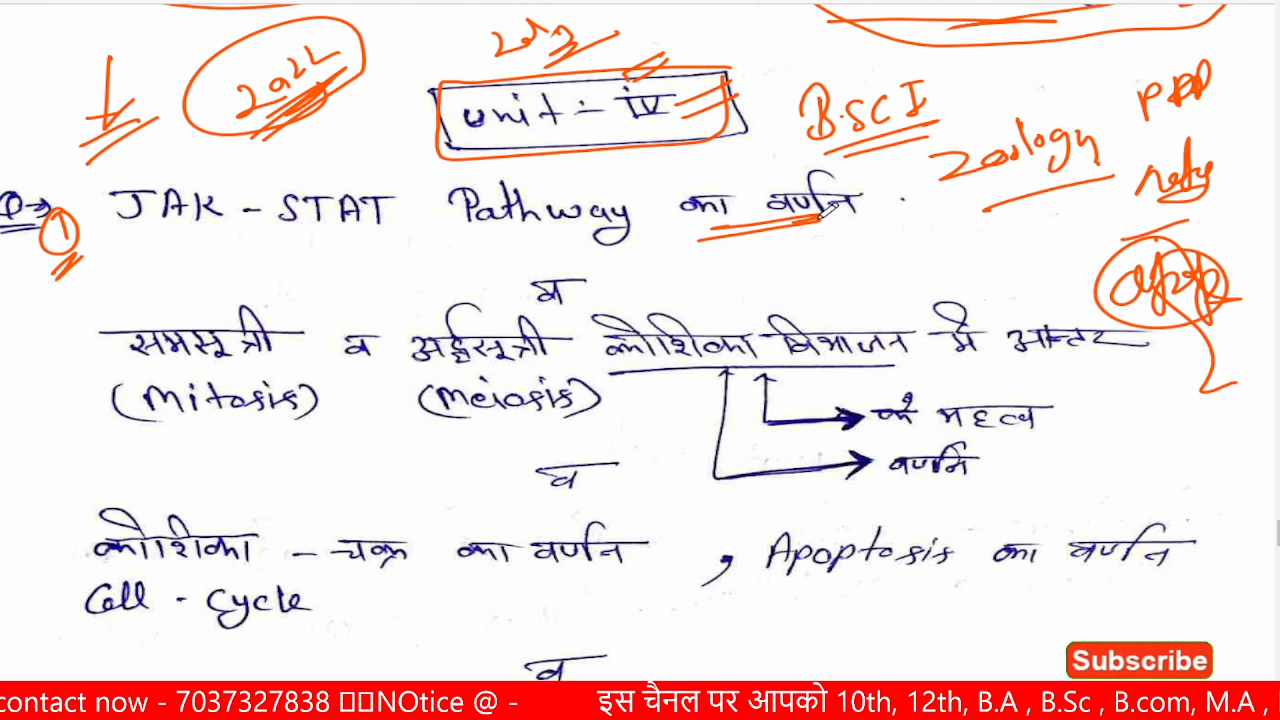 2022
unit :- iv
B.SC I
Zoology
JAK - STAT Pathway का वर्णन .
व
समसूत्री व अर्द्धसूत्री कोशिका विभाजन में अन्तर
(Mitosis) (Meiosis)
के महत्व
वर्णन
व
कोशिका - चक्र का वर्णन , Apoptosis का वर्णन
Cell - Cycle
व
app
1
Subscribe
contact now - 7037327838 NOtice @ - इस चैनल पर आपको 10th, 12th, B.A , B.Sc , B.com, M.A ,